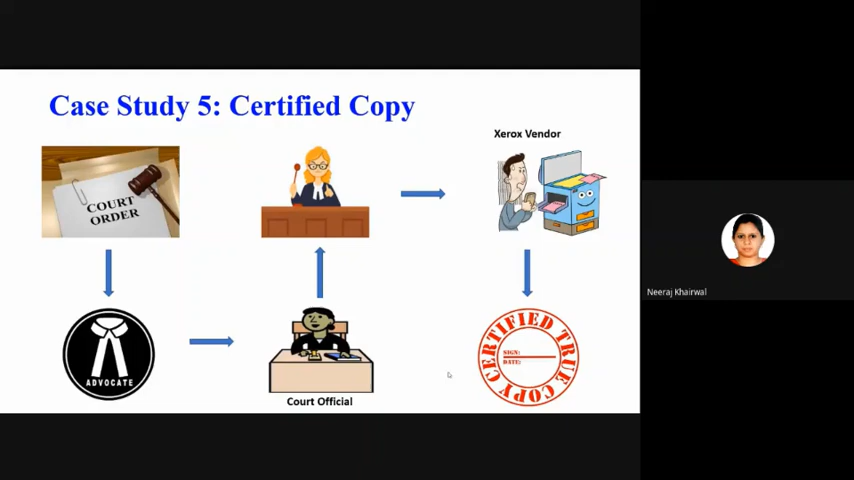 Case Study 5: Certified Copy
Xerox Vendor
COURT
ORDER
ADVOCATE
Court Official
CERTIFIED TRUE COPY
SIGN:
DATE:
Neeraj Khairwal